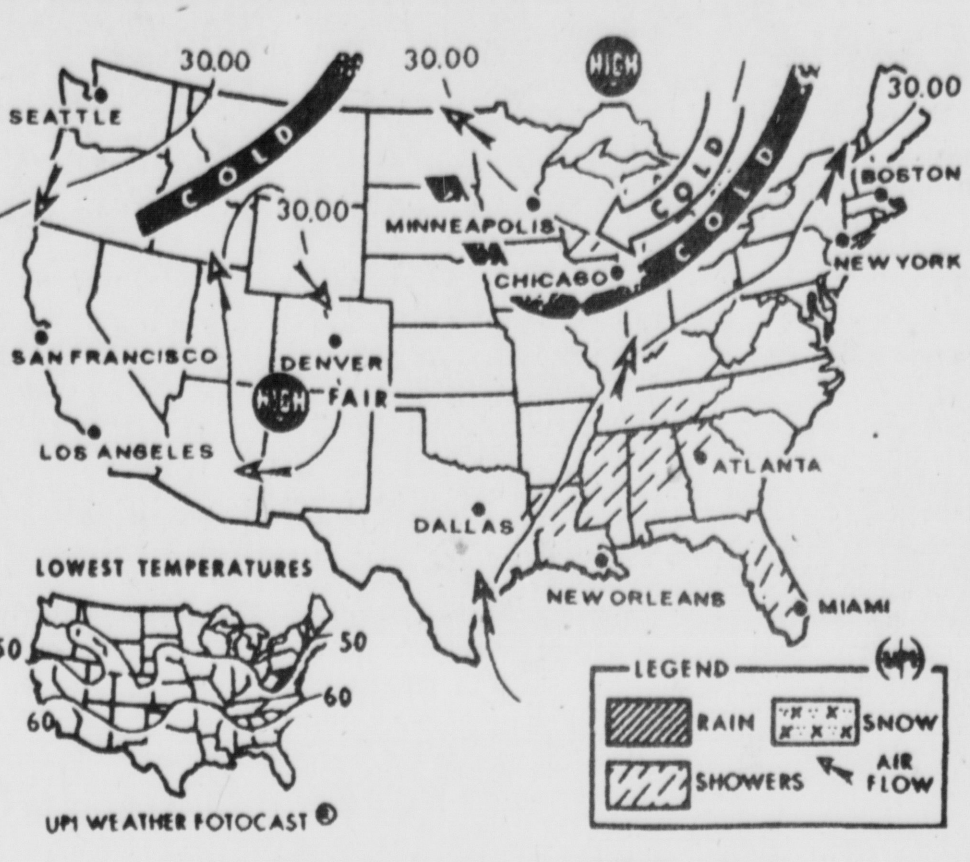 30.00
30.00
HIGH
30.00
SEATTLE
COLD
COLD
COLD
BOSTON
30.00
MINNEAPOLIS
NEW YORK
CHICAGO
SAN FRANCISCO
DENVER
HIGH
FAIR
LOS ANGELES
ATLANTA
DALLAS
NEW ORLEANS
MIAMI
LOWEST TEMPERATURES
50
50
60
60
LEGEND
UPI
RAIN
SNOW
SHOWERS
AIR
FLOW
UPI WEATHER FOTOCAST ®